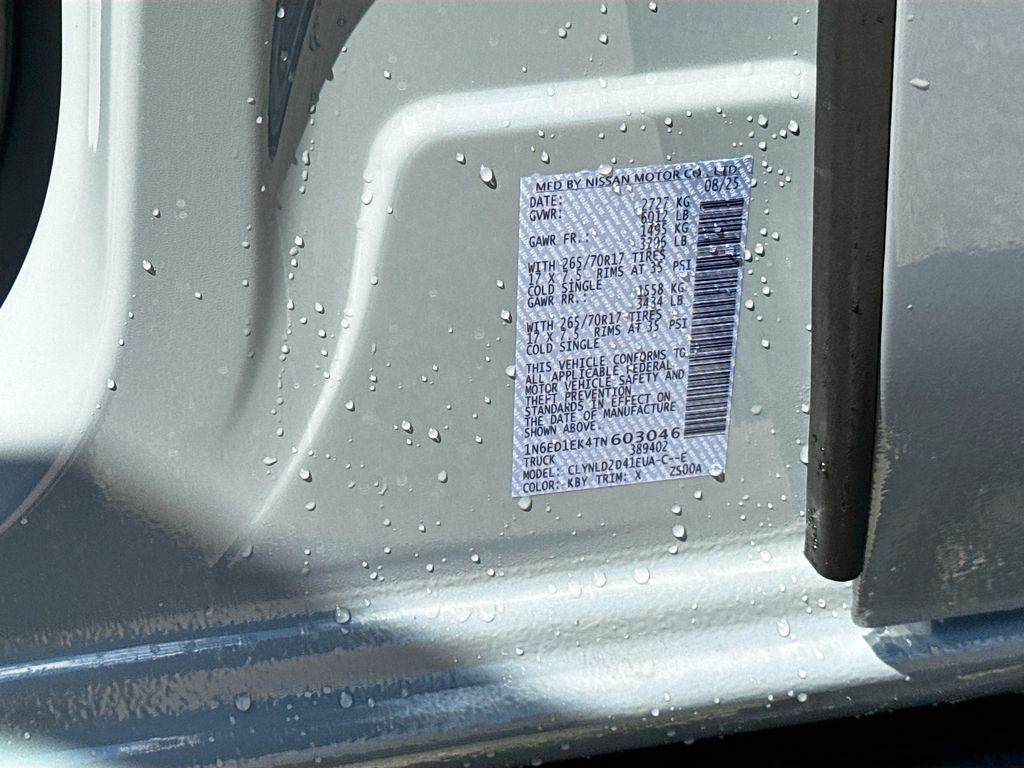 MFD BY NISSAN MOTOR CO., LTD
DATE: 08/25
GVWR: 2727 KG
6012 LB
GAWR FR.: 1495 KG
3296 LB
WITH 265/70R17 TIRES
17 X 7.5 RIMS AT 35 PSI
COLD SINGLE
GAWR RR.: 1558 KG
3434 LB
WITH 265/70R17 TIRES
17 X 7.5 RIMS AT 35 PSI
COLD SINGLE
THIS VEHICLE CONFORMS TO
ALL APPLICABLE FEDERAL
MOTOR VEHICLE SAFETY AND
THEFT PREVENTION
STANDARDS IN EFFECT ON
THE DATE OF MANUFACTURE
SHOWN ABOVE.
1N6ED1EK4TN603046
TRUCK 389402
MODEL: CLYNLD2D41EUA-C--E
COLOR: KBY TRIM: X ZS00A